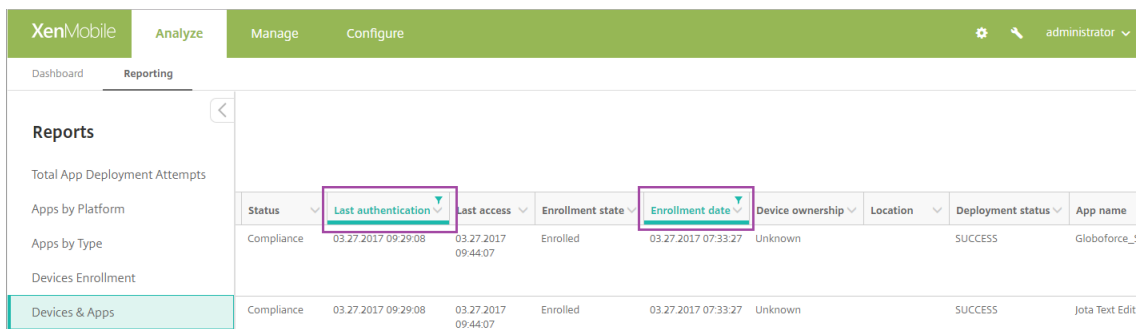 XenMobile Analyze Manage Configure administrator
Dashboard Reporting
Reports
Total App Deployment Attempts
Apps by Platform
Apps by Type
Devices Enrollment
Devices & Apps
Status Last authentication Last access Enrollment state Enrollment date Device ownership Location Deployment status App name
Compliance 03.27.2017 09:29:08 03.27.2017 Enrolled 03.27.2017 07:33:27 Unknown SUCCESS Globoforce_
09:44:07
Compliance 03.27.2017 09:29:08 03.27.2017 Enrolled 03.27.2017 07:33:27 Unknown SUCCESS Jota Text Edit
09:44:07